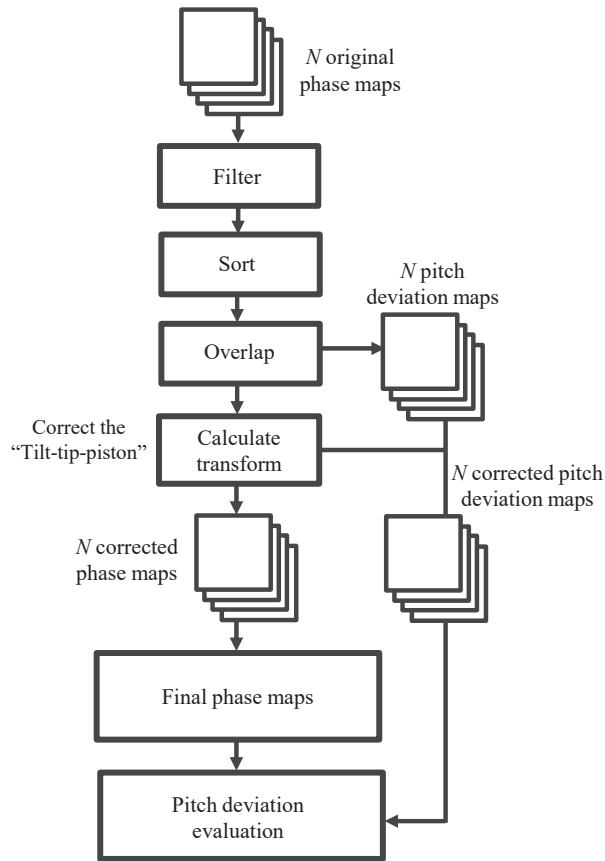 N original
phase maps
Filter
Sort
N pitch
deviation maps
Overlap
Correct the
“Tilt-tip-piston”
Calculate
transform
N corrected pitch
deviation maps
N corrected
phase maps
Final phase maps
Pitch deviation
evaluation